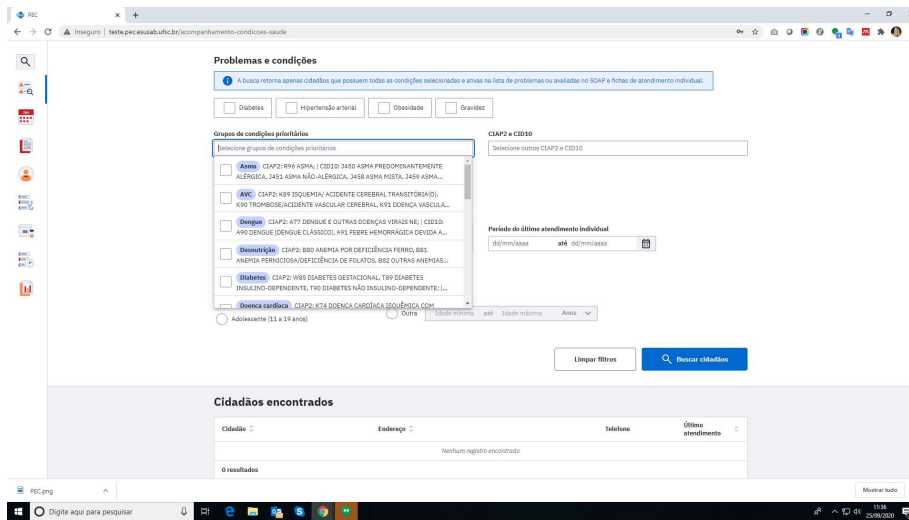 PEC
Inseguro | teste.pec.esusab.ufsc.br/acompanhamento-condicoes-saude
Problemas e condições
A busca retorna apenas cidadãos que possuem todas as condições selecionadas e ativas na lista de problemas ou avaliadas no SOAP e fichas de atendimento individual.
Diabetes Hipertensão arterial Obesidade Gravidez
Grupos de condições prioritários CIAP2 e CID10
Selecione grupos de condições prioritários Selecione outros CIAP2 e CID10
Asma CIAP2: R96 ASMA; | CID10: J450 ASMA PREDOMINANTEMENTE
ALÉRGICA, J451 ASMA NÃO-ALÉRGICA, J458 ASMA MISTA, J459 ASMA...
AVC CIAP2: K89 ISQUEMIA/ ACIDENTE CEREBRAL TRANSITÓRIA(O),
K90 TROMBOSE/ACIDENTE VASCULAR CEREBRAL, K91 DOENÇA VASCULA...
Dengue CIAP2: A77 DENGUE E OUTRAS DOENÇAS VIRAIS NE; | CID10:
A90 DENGUE [DENGUE CLÁSSICO], A91 FEBRE HEMORRÁGICA DEVIDA A...
Período do último atendimento individual
dd/mm/aaaa até dd/mm/aaaa
Desnutrição CIAP2: B80 ANEMIA POR DEFICIÊNCIA FERRO, B81
ANEMIA PERNICIOSA/DEFICIÊNCIA DE FOLATOS, B82 OUTRAS ANEMIAS...
Diabetes CIAP2: W85 DIABETES GESTACIONAL, T89 DIABETES
INSULINO-DEPENDENTE, T90 DIABETES NÃO INSULINO-DEPENDENTE; |...
Doença cardíaca CIAP2: K74 DOENÇA CARDÍACA ISQUÊMICA COM
Adolescente (11 a 19 anos) Outra Idade mínima até Idade máxima Anos
Limpar filtros Buscar cidadãos
Cidadãos encontrados
Cidadão Endereço Telefone Último
atendimento
Nenhum registro encontrado
0 resultados
PEC.png Mostrar tudo
Digite aqui para pesquisar
11:36
25/09/2020